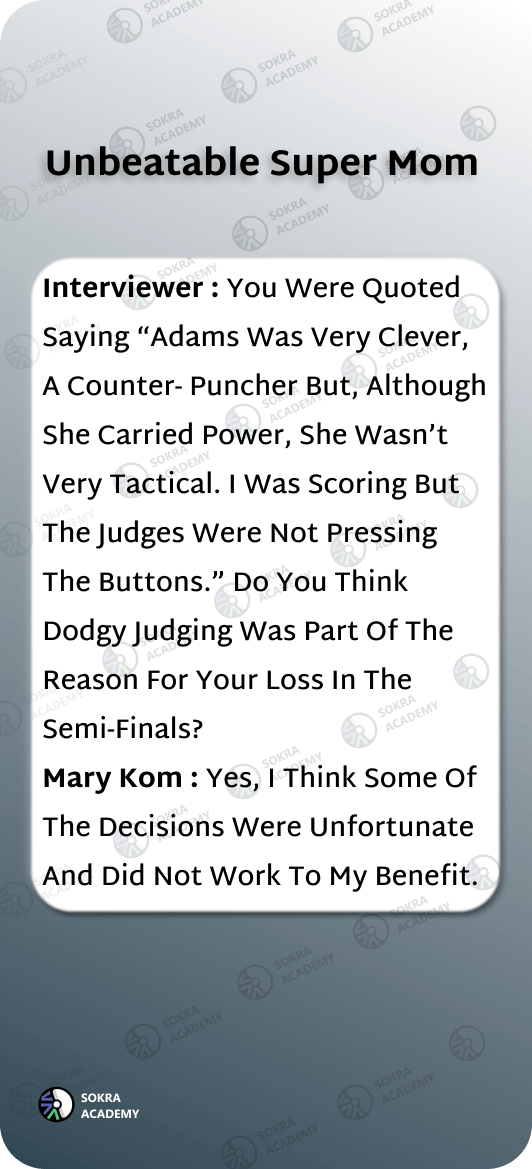 Unbeatable Super Mom
Interviewer : You Were Quoted
Saying “Adams Was Very Clever,
A Counter- Puncher But, Although
She Carried Power, She Wasn’t
Very Tactical. I Was Scoring But
The Judges Were Not Pressing
The Buttons.” Do You Think
Dodgy Judging Was Part Of The
Reason For Your Loss In The
Semi-Finals?
Mary Kom : Yes, I Think Some Of
The Decisions Were Unfortunate
And Did Not Work To My Benefit.
SOKRA
ACADEMY